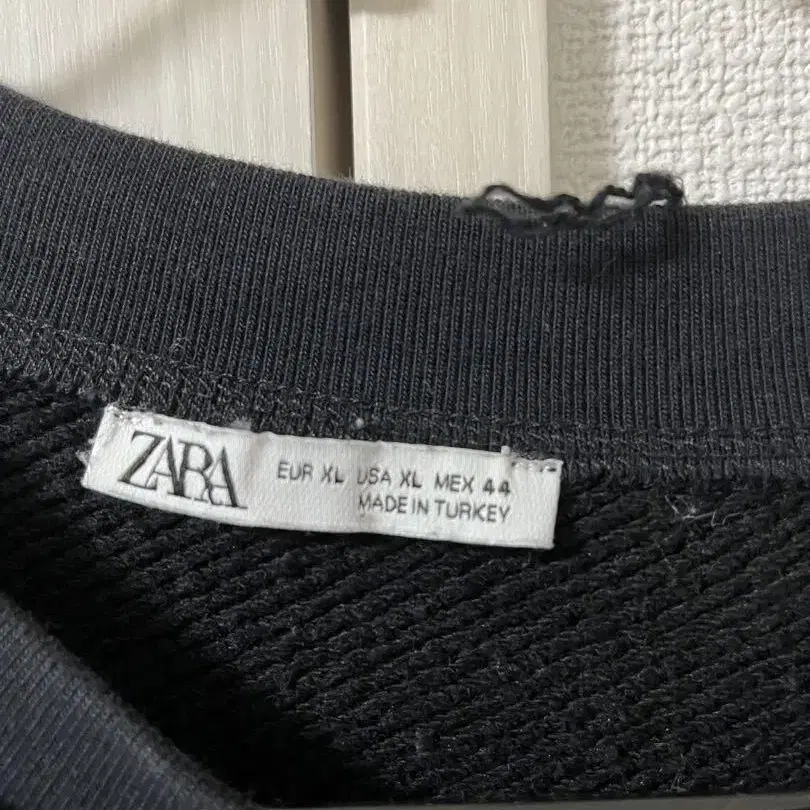 ZARA
EUR XL USA XL MEX 44
MADE IN TURKEY